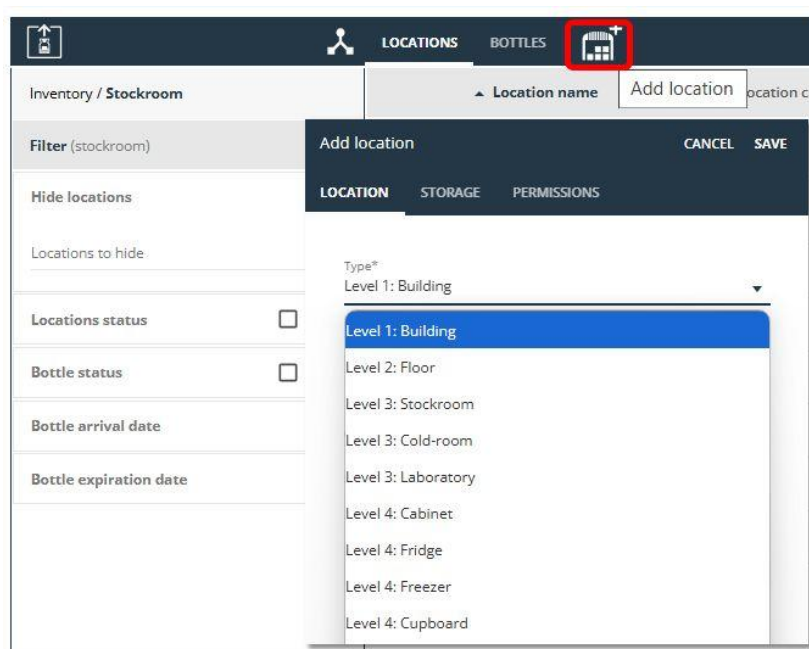 LOCATIONS
BOTTLES
Inventory / Stockroom
Location name
Add location
ocation c
Filter (stockroom)
Add location
CANCEL
SAVE
Hide locations
LOCATION
STORAGE
PERMISSIONS
Locations to hide
Type*
Level 1: Building
Locations status
Level 1: Building
Level 2: Floor
Bottle status
Level 3: Stockroom
Bottle arrival date
Level 3: Cold-room
Bottle expiration date
Level 3: Laboratory
Level 4: Cabinet
Level 4: Fridge
Level 4: Freezer
Level 4: Cupboard